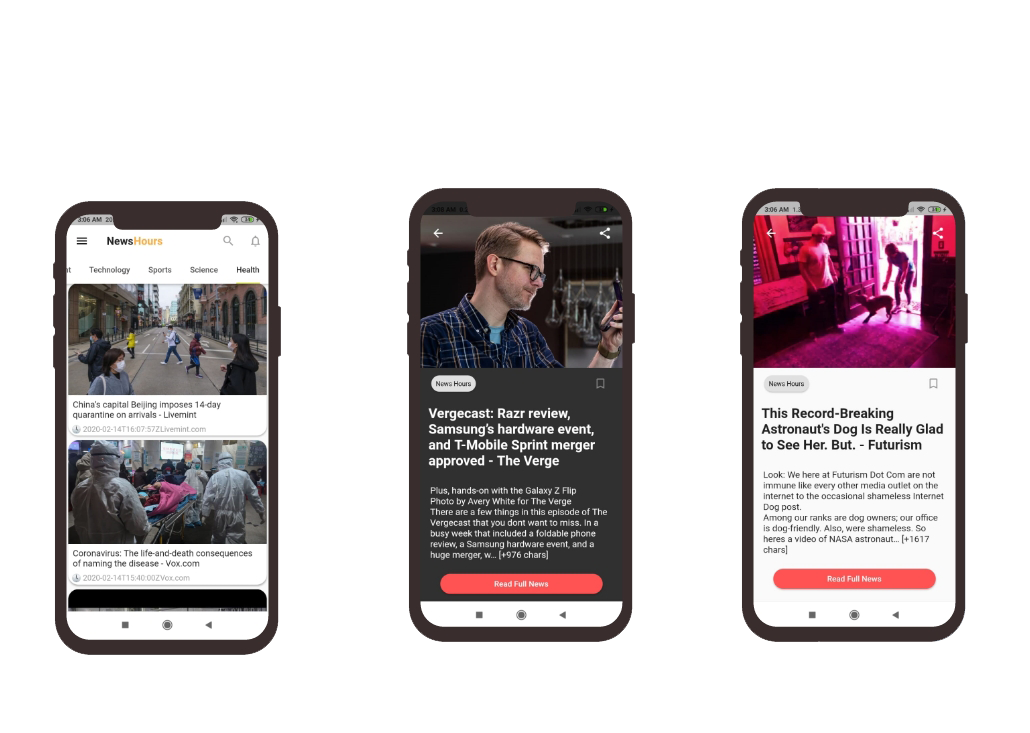 3:06 AM 20
NewsHours
Technology Sports Science Health
China's capital Beijing imposes 14-day
quarantine on arrivals - Livemint
2020-02-14T16:07:57ZLivemint.com
Coronavirus: The life-and-death consequences
of naming the disease - Vox.com
2020-02-14T15:40:00ZVox.com
News Hours
Vergecast: Razr review,
Samsung's hardware event,
and T-Mobile Sprint merger
approved - The Verge
Plus, hands-on with the Galaxy Z Flip
Photo by Avery White for The Verge
There are a few things in this episode of The
Vergecast that you dont want to miss. In a
busy week that included a foldable phone
review, a Samsung hardware event, and a
huge merger, w... [+976 chars]
Read Full News
3:06 AM
News Hours
This Record-Breaking
Astronaut's Dog Is Really Glad
to See Her. But. - Futurism
Look: We here at Futurism Dot Com are not
immune like every other media outlet on the
internet to the occasional shameless Internet
Dog post.
Among our ranks are dog owners; our office
is dog-friendly. Also, were shameless. So
heres a video of NASA astronaut... [+1617
chars]
Read Full News